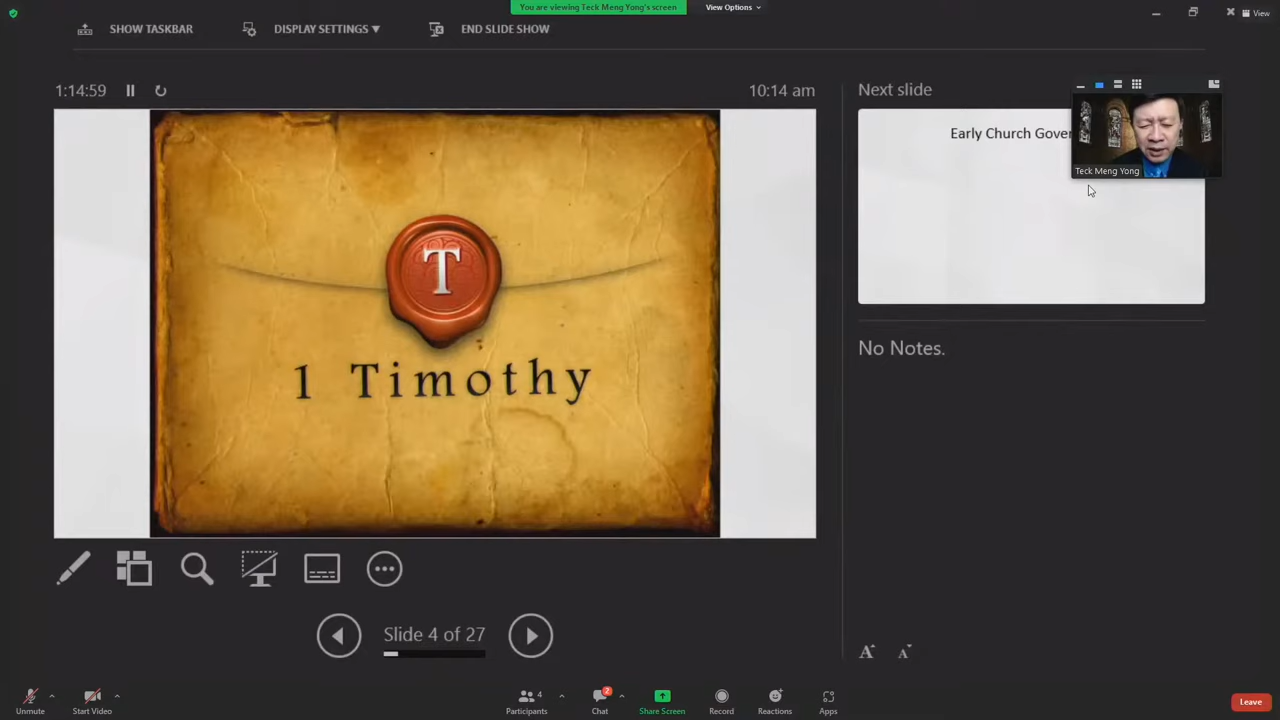 You are viewing Teck Meng Yong's screen
View Options
View
SHOW TASKBAR
DISPLAY SETTINGS
END SLIDE SHOW
1:14:59
10:14 am
Next slide
T
1 Timothy
Early Church
Teck Meng Yong
No Notes.
Slide 4 of 27
A A
Unmute
Start Video
4
Participants
2
Chat
Share Screen
Record
Reactions
Apps
Leave